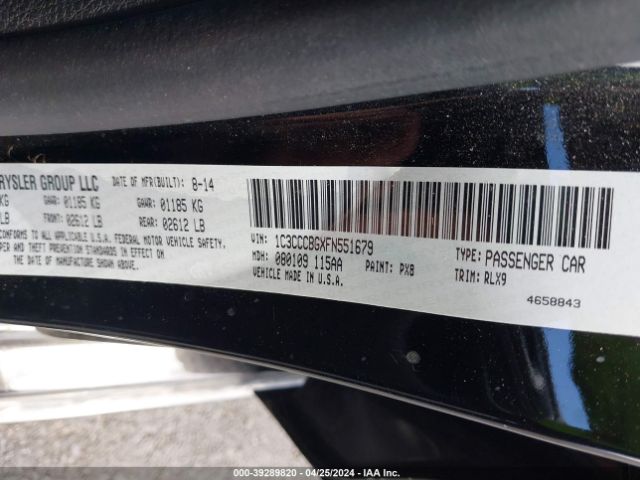 RYSLER GROUP LLC DATE OF MFR(BUILT): 8-14
KG GAWR: 01185 KG GAWR: 01185 KG
LB FRONT: 02612 LB REAR: 02612 LB
CONFORMS TO ALL APPLICABLE U.S.A. FEDERAL MOTOR VEHICLE SAFETY,
UMPER AND THEFT PREVENTION STANDARDS IN EFFECT ON
THE DATE OF MANUFACTURE SHOWN ABOVE.
VIN: 1C3CCCBGXFN551679 TYPE: PASSENGER CAR
MDH: 080109 115AA PAINT: PX8 TRIM: RLX9
VEHICLE MADE IN U.S.A.
4658843
000-39289820 - 04/25/2024 - IAA Inc.